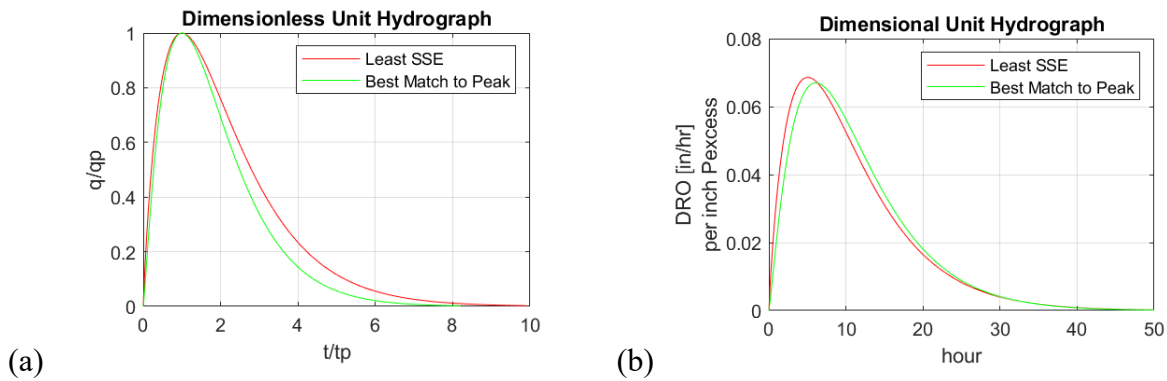 Dimensionless Unit Hydrograph
1
0.8
0.6
0.4
0.2
0
q/qp
Least SSE
Best Match to Peak
0 2 4 6 8 10
t/tp
(a)
Dimensional Unit Hydrograph
0.08
0.06
0.04
0.02
0
DRO [in/hr]
per inch Pexcess
Least SSE
Best Match to Peak
0 10 20 30 40 50
hour
(b)